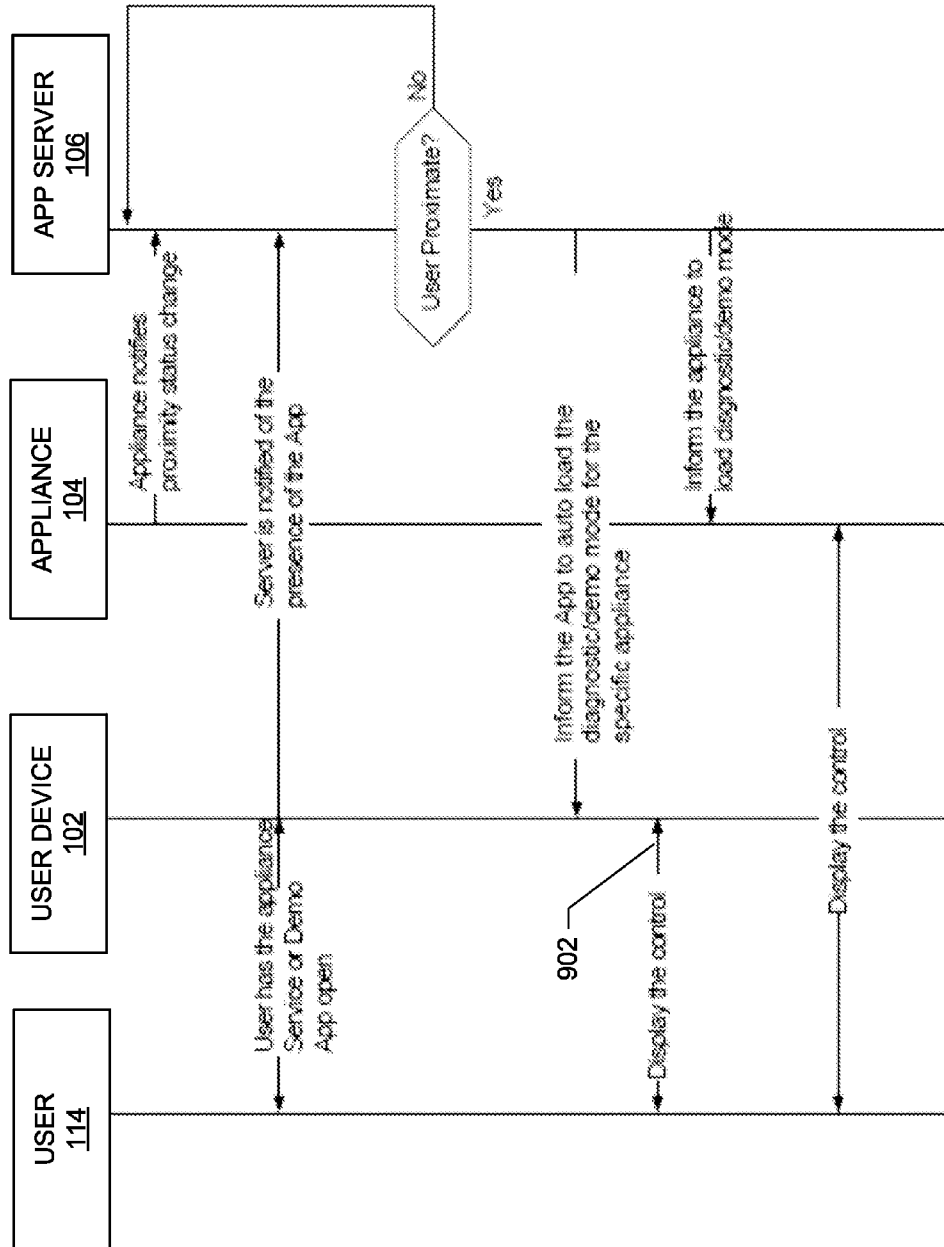 USER
114
USER DEVICE
102
APPLIANCE
104
APP SERVER
106
Appliance notifies
proximity status change
User has the appliance
Service or Demo
App open
Server is notified of the
presence of the App
User Proximate?
No
Yes
Inform the App to auto load the
diagnostic/demo mode for the
specific appliance
902
Display the control
Inform the appliance to
load diagnostic/demo mode
Display the control